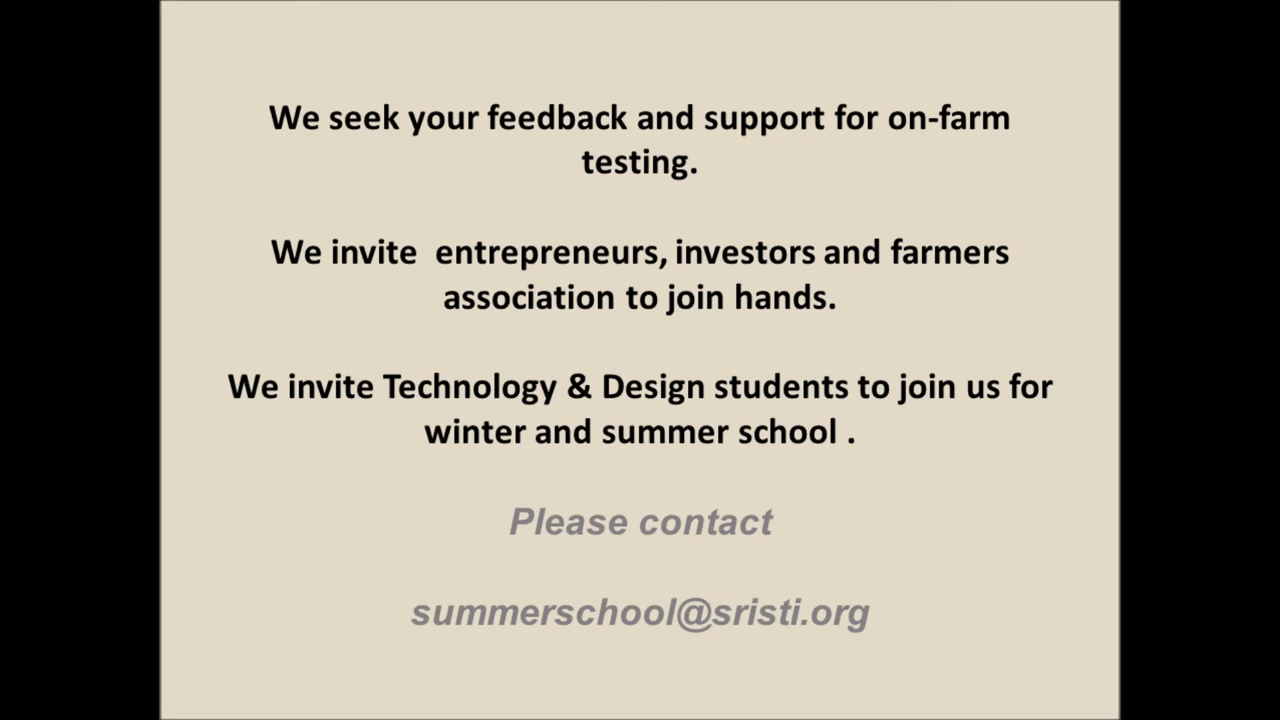 We seek your feedback and support for on-farm
testing.
We invite  entrepreneurs, investors and farmers
association to join hands.
We invite Technology & Design students to join us for
winter and summer school .
Please contact
summerschool@sristi.org